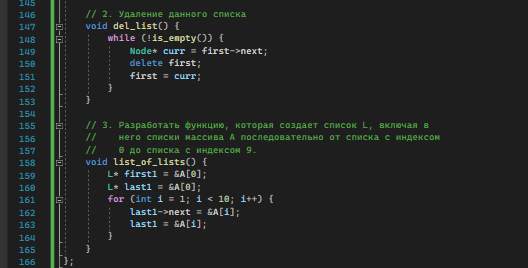 145
146 // 2. Удаление данного списка
147 void del_list() {
148 while (!is_empty()) {
149 Node* curr = first->next;
150 delete first;
151 first = curr;
152 }
153 }
154
155 // 3. Разработать функцию, которая создает список L, включая в
156 // него списки массива A последовательно от списка с индексом
157 // 0 до списка с индексом 9.
158 void list_of_lists() {
159 L* first1 = &A[0];
160 L* last1 = &A[0];
161 for (int i = 1; i < 10; i++) {
162 last1->next = &A[i];
163 last1 = &A[i];
164 }
165 }
166 };